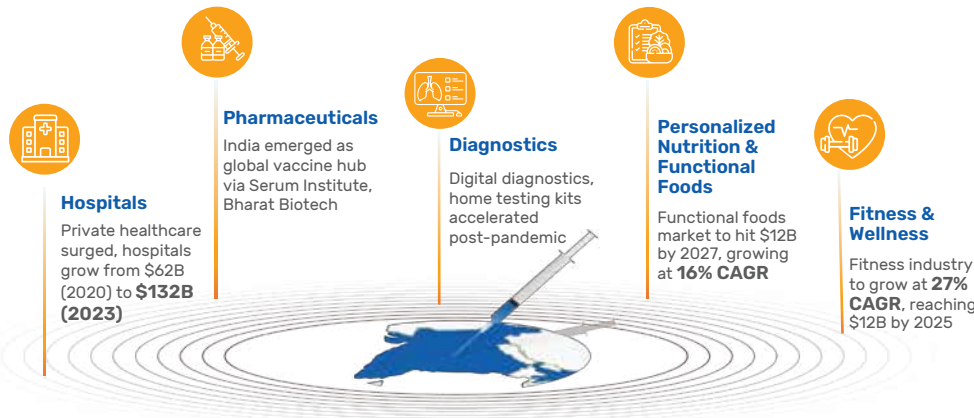 Hospitals
Private healthcare
surged, hospitals
grow from $62B
(2020) to $132B
(2023)
Pharmaceuticals
India emerged as
global vaccine hub
via Serum Institute,
Bharat Biotech
Diagnostics
Digital diagnostics,
home testing kits
accelerated
post-pandemic
Personalized
Nutrition &
Functional
Foods
Functional foods
market to hit $12B
by 2027, growing
at 16% CAGR
Fitness &
Wellness
Fitness industry
to grow at 27%
CAGR, reaching
$12B by 2025